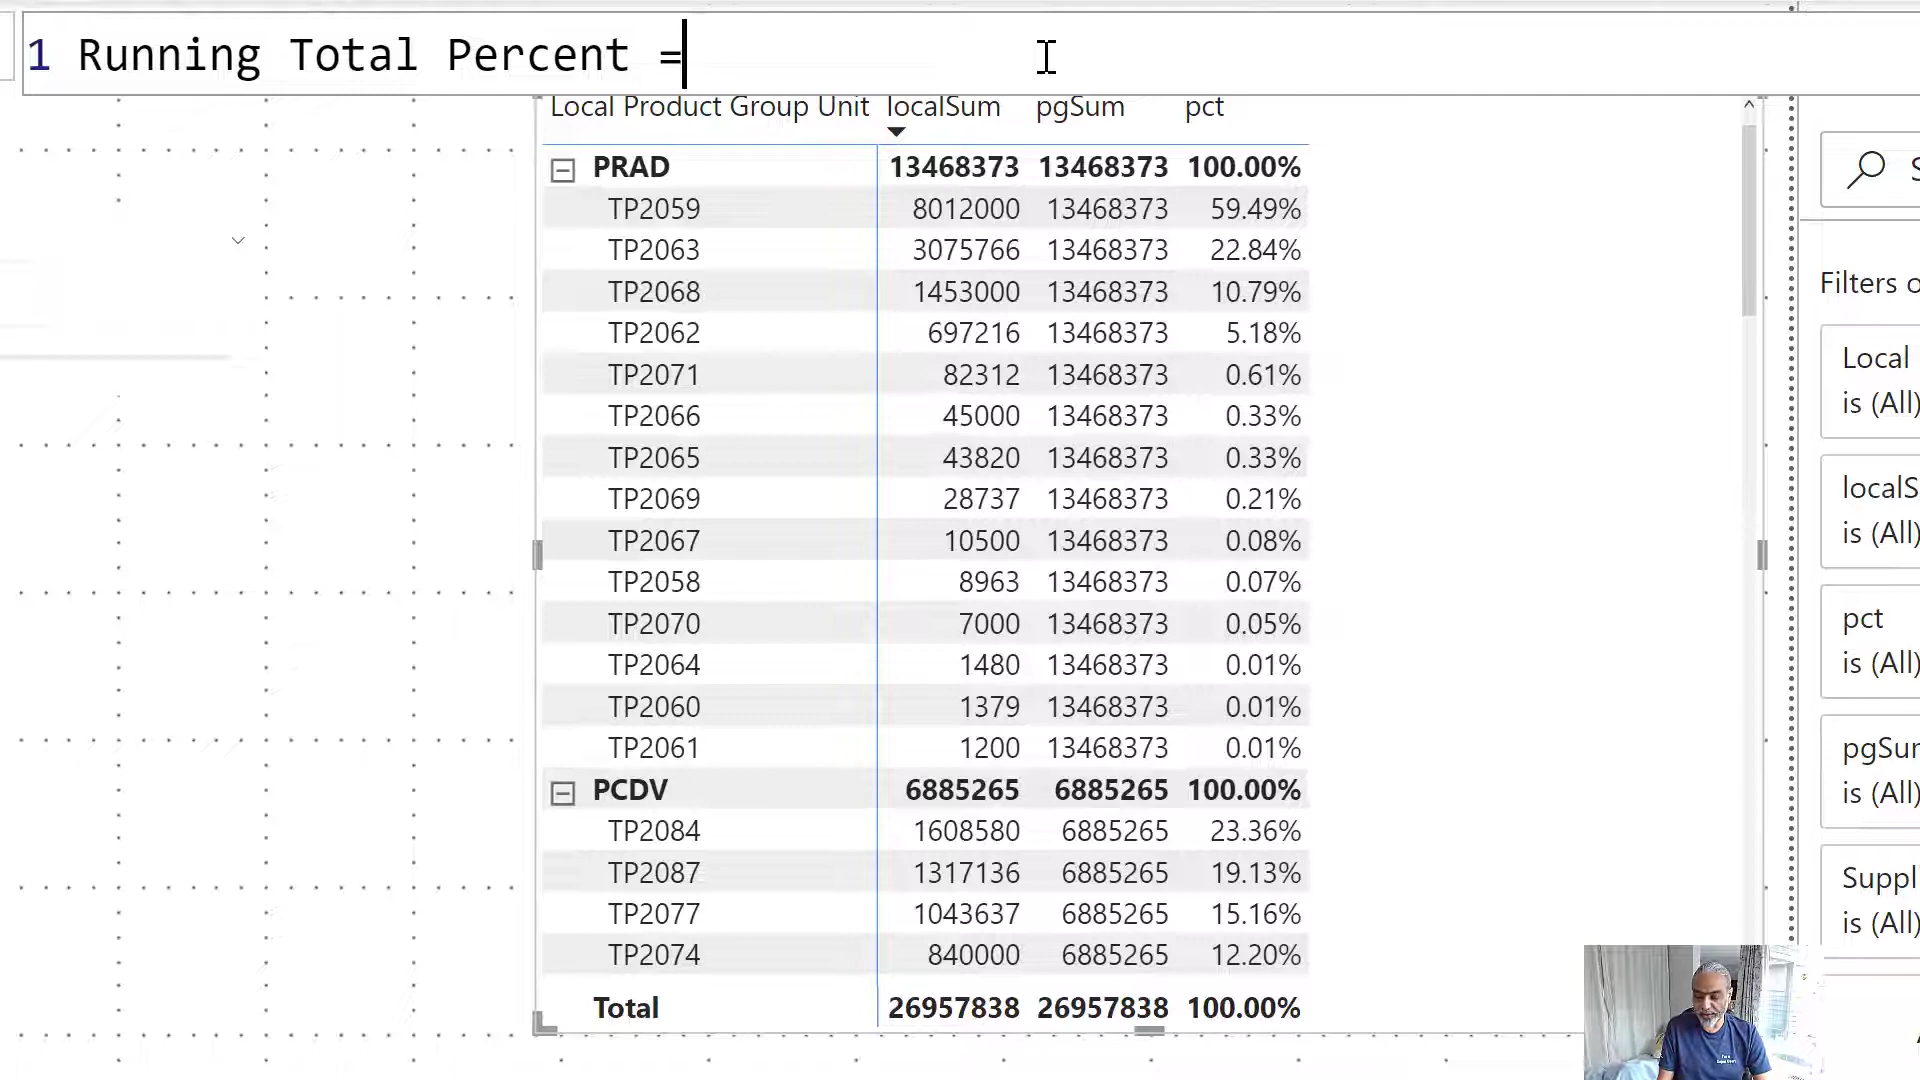 1 Running Total Percent =
Local Product Group Unit localSum pgSum pct
PRAD 13468373 13468373 100.00%
TP2059 8012000 13468373 59.49%
TP2063 3075766 13468373 22.84%
TP2068 1453000 13468373 10.79%
TP2062 697216 13468373 5.18%
TP2071 82312 13468373 0.61%
TP2066 45000 13468373 0.33%
TP2065 43820 13468373 0.33%
TP2069 28737 13468373 0.21%
TP2067 10500 13468373 0.08%
TP2058 8963 13468373 0.07%
TP2070 7000 13468373 0.05%
TP2064 1480 13468373 0.01%
TP2060 1379 13468373 0.01%
TP2061 1200 13468373 0.01%
PCDV 6885265 6885265 100.00%
TP2084 1608580 6885265 23.36%
TP2087 1317136 6885265 19.13%
TP2077 1043637 6885265 15.16%
TP2074 840000 6885265 12.20%
Total 26957838 26957838 100.00%
S
Filters o
Local
is (All)
localS
is (All)
pct
is (All)
pgSum
is (All)
Suppl
is (All)